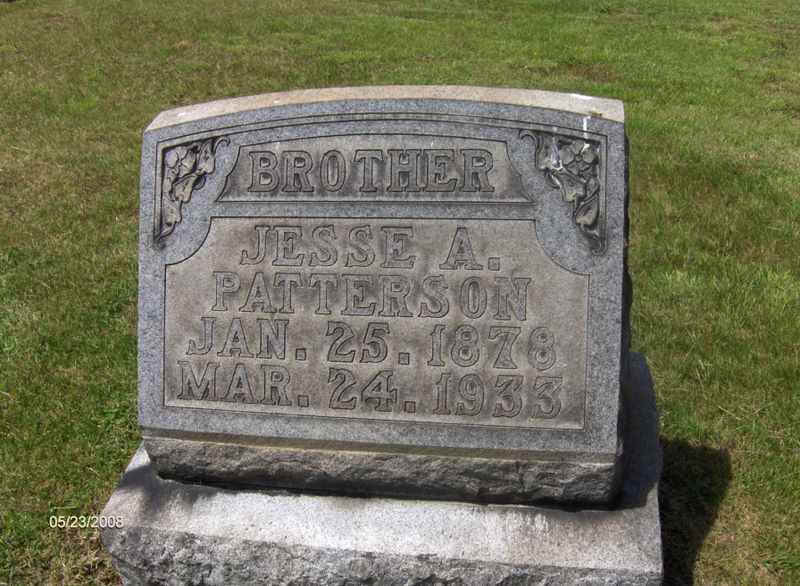 BROTHER
JESSE A.
PATTERSON
JAN. 25. 1878
MAR. 24. 1933
05/23/2008